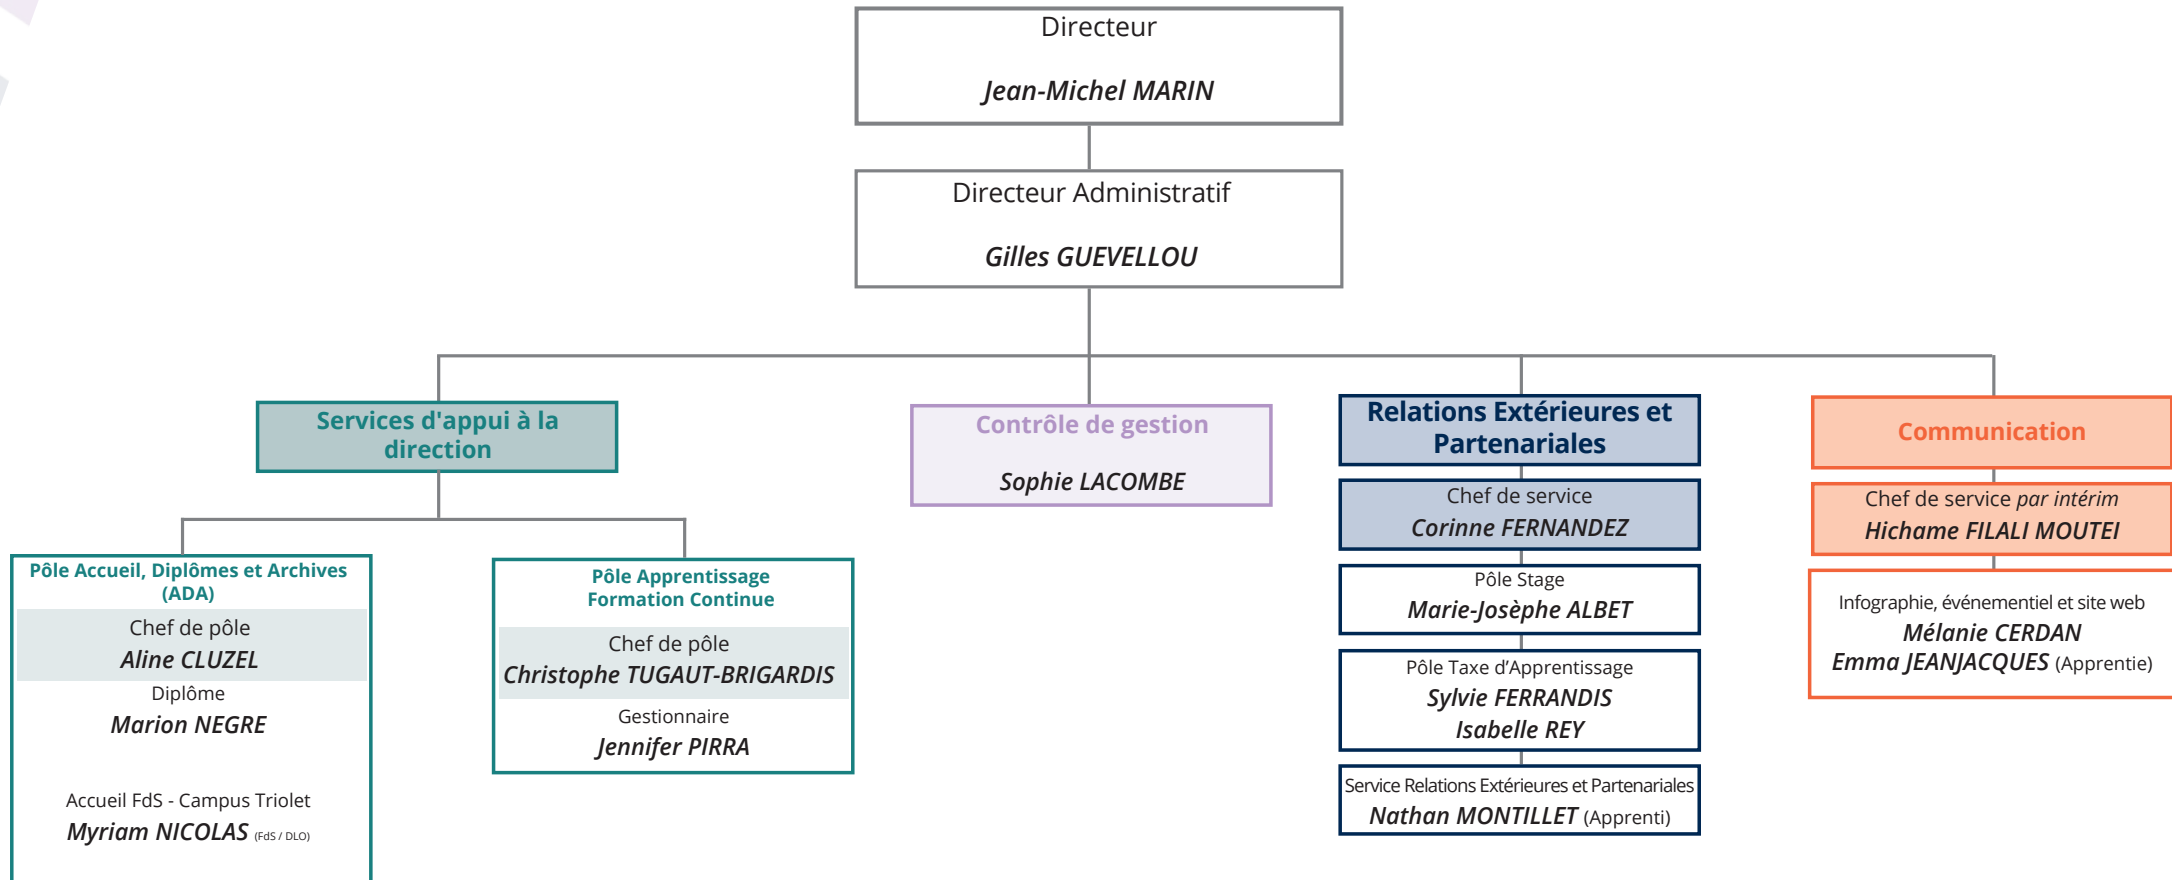 Directeur
Jean-Michel MARIN
Directeur Administratif
Gilles GUEVELLOU
Services d'appui à la
direction
Pôle Accueil, Diplômes et Archives
(ADA)
Chef de pôle
Aline CLUZEL
Diplôme
Marion NEGRE
Accueil FdS - Campus Triolet
Myriam NICOLAS (FdS / DLO)
Pôle Apprentissage
Formation Continue
Chef de pôle
Christophe TUGAUT-BRIGARDIS
Gestionnaire
Jennifer PIRRA
Contrôle de gestion
Sophie LACOMBE
Relations Extérieures et
Partenariales
Chef de service
Corinne FERNANDEZ
Pôle Stage
Marie-Josèphe ALBET
Pôle Taxe d’Apprentissage
Sylvie FERRANDIS
Isabelle REY
Service Relations Extérieures et Partenariales
Nathan MONTILLET (Apprenti)
Communication
Chef de service par intérim
Hichame FILALI MOUTEI
Infographie, événementiel et site web
Mélanie CERDAN
Emma JEANJACQUES (Apprentie)